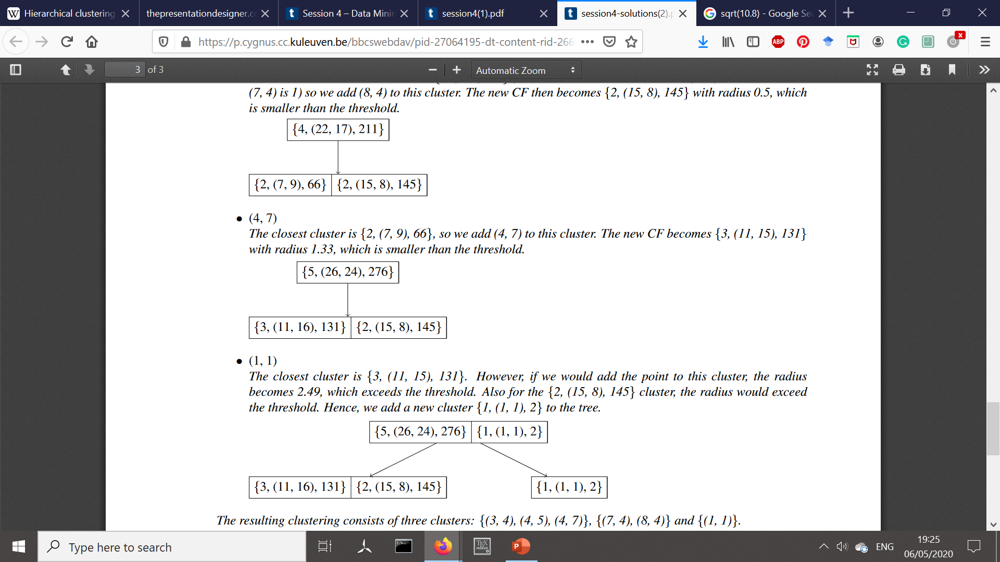 Hierarchical clustering
thepresentationdesigner.c
Session 4 – Data Minin
session4(1).pdf
session4-solutions(2).p
sqrt(10.8) - Google Se
https://p.cygnus.cc.kuleuven.be/bbcswebdav/pid-27064195-dt-content-rid-266
ABP
3 of 3
Automatic Zoom
(7, 4) is 1) so we add (8, 4) to this cluster. The new CF then becomes {2, (15, 8), 145} with radius 0.5, which
is smaller than the threshold.
{4, (22, 17), 211}
{2, (7, 9), 66} {2, (15, 8), 145}
• (4, 7)
The closest cluster is {2, (7, 9), 66}, so we add (4, 7) to this cluster. The new CF becomes {3, (11, 15), 131}
with radius 1.33, which is smaller than the threshold.
{5, (26, 24), 276}
{3, (11, 16), 131} {2, (15, 8), 145}
• (1, 1)
The closest cluster is {3, (11, 15), 131}. However, if we would add the point to this cluster, the radius
becomes 2.49, which exceeds the threshold. Also for the {2, (15, 8), 145} cluster, the radius would exceed
the threshold. Hence, we add a new cluster {1, (1, 1), 2} to the tree.
{5, (26, 24), 276} {1, (1, 1), 2}
{3, (11, 16), 131} {2, (15, 8), 145} {1, (1, 1), 2}
The resulting clustering consists of three clusters: {(3, 4), (4, 5), (4, 7)}, {(7, 4), (8, 4)} and {(1, 1)}.
Type here to search
TEX
MAKER
ENG
19:25
06/05/2020